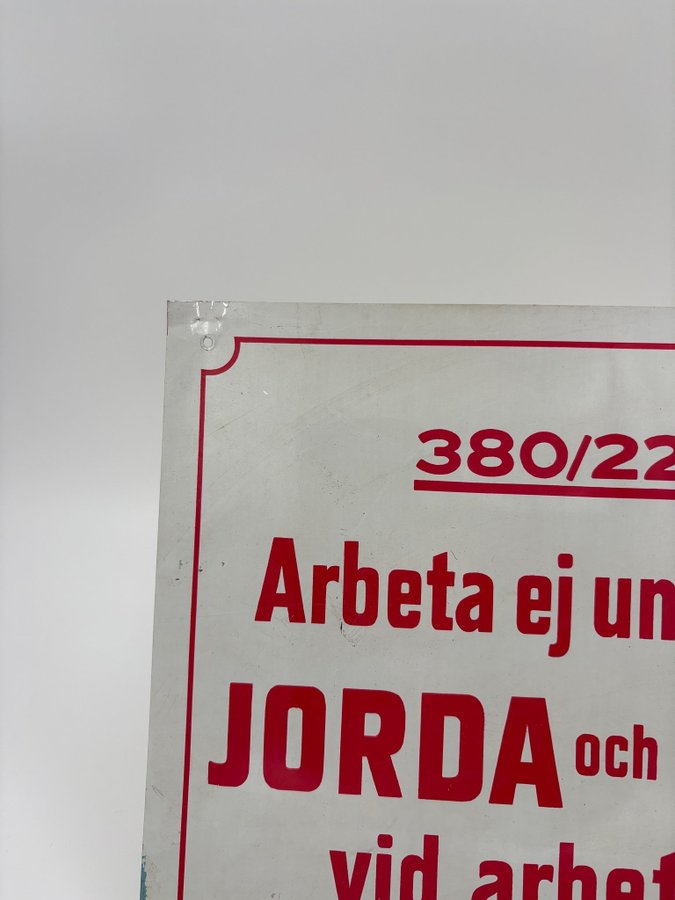 380/22
Arbeta ej un
JORDA och
vid arbet